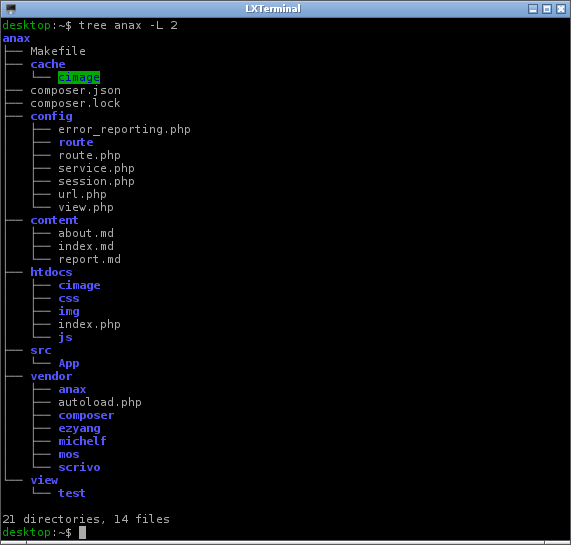 LXTerminal
desktop:~$ tree anax -L 2
anax
├── Makefile
├── cache
│   └── cimage
├── composer.json
├── composer.lock
├── config
│   ├── error_reporting.php
│   ├── route
│   ├── route.php
│   ├── service.php
│   ├── session.php
│   ├── url.php
│   └── view.php
├── content
│   ├── about.md
│   ├── index.md
│   └── report.md
├── htdocs
│   ├── cimage
│   ├── css
│   ├── img
│   ├── index.php
│   └── js
├── src
│   └── App
├── vendor
│   ├── anax
│   ├── autoload.php
│   ├── composer
│   ├── ezyang
│   ├── michelf
│   ├── mos
│   └── scrivo
└── view
    └── test

21 directories, 14 files
desktop:~$